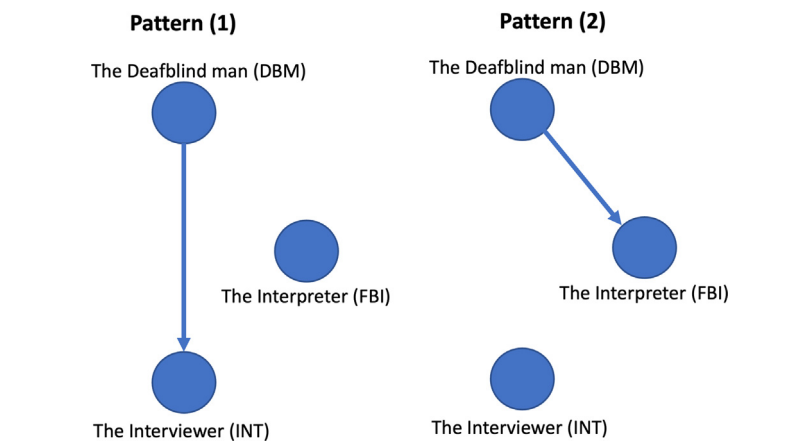 Pattern (1)
The Deafblind man (DBM)
The Interpreter (FBI)
The Interviewer (INT)
Pattern (2)
The Deafblind man (DBM)
The Interpreter (FBI)
The Interviewer (INT)